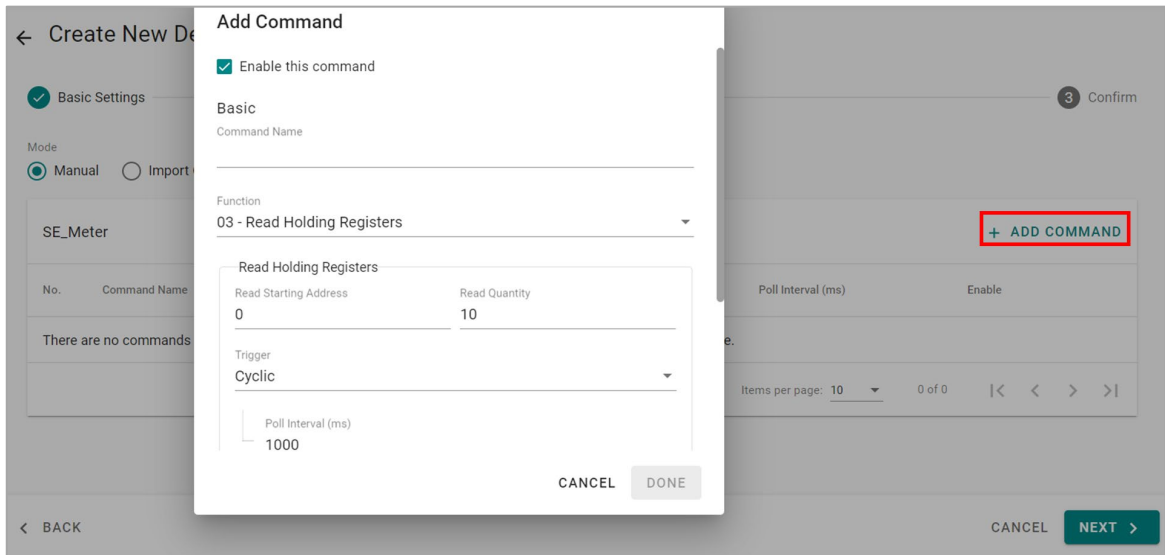 Create New De
Basic Settings
3 Confirm
Mode
Manual
Import
SE_Meter
+ ADD COMMAND
No. Command Name Poll Interval (ms) Enable
There are no commands
e.
Items per page: 10 0 of 0
BACK
CANCEL NEXT
Add Command
Enable this command
Basic
Command Name
Function
03 - Read Holding Registers
Read Holding Registers
Read Starting Address Read Quantity
0 10
Trigger
Cyclic
Poll Interval (ms)
1000
CANCEL DONE